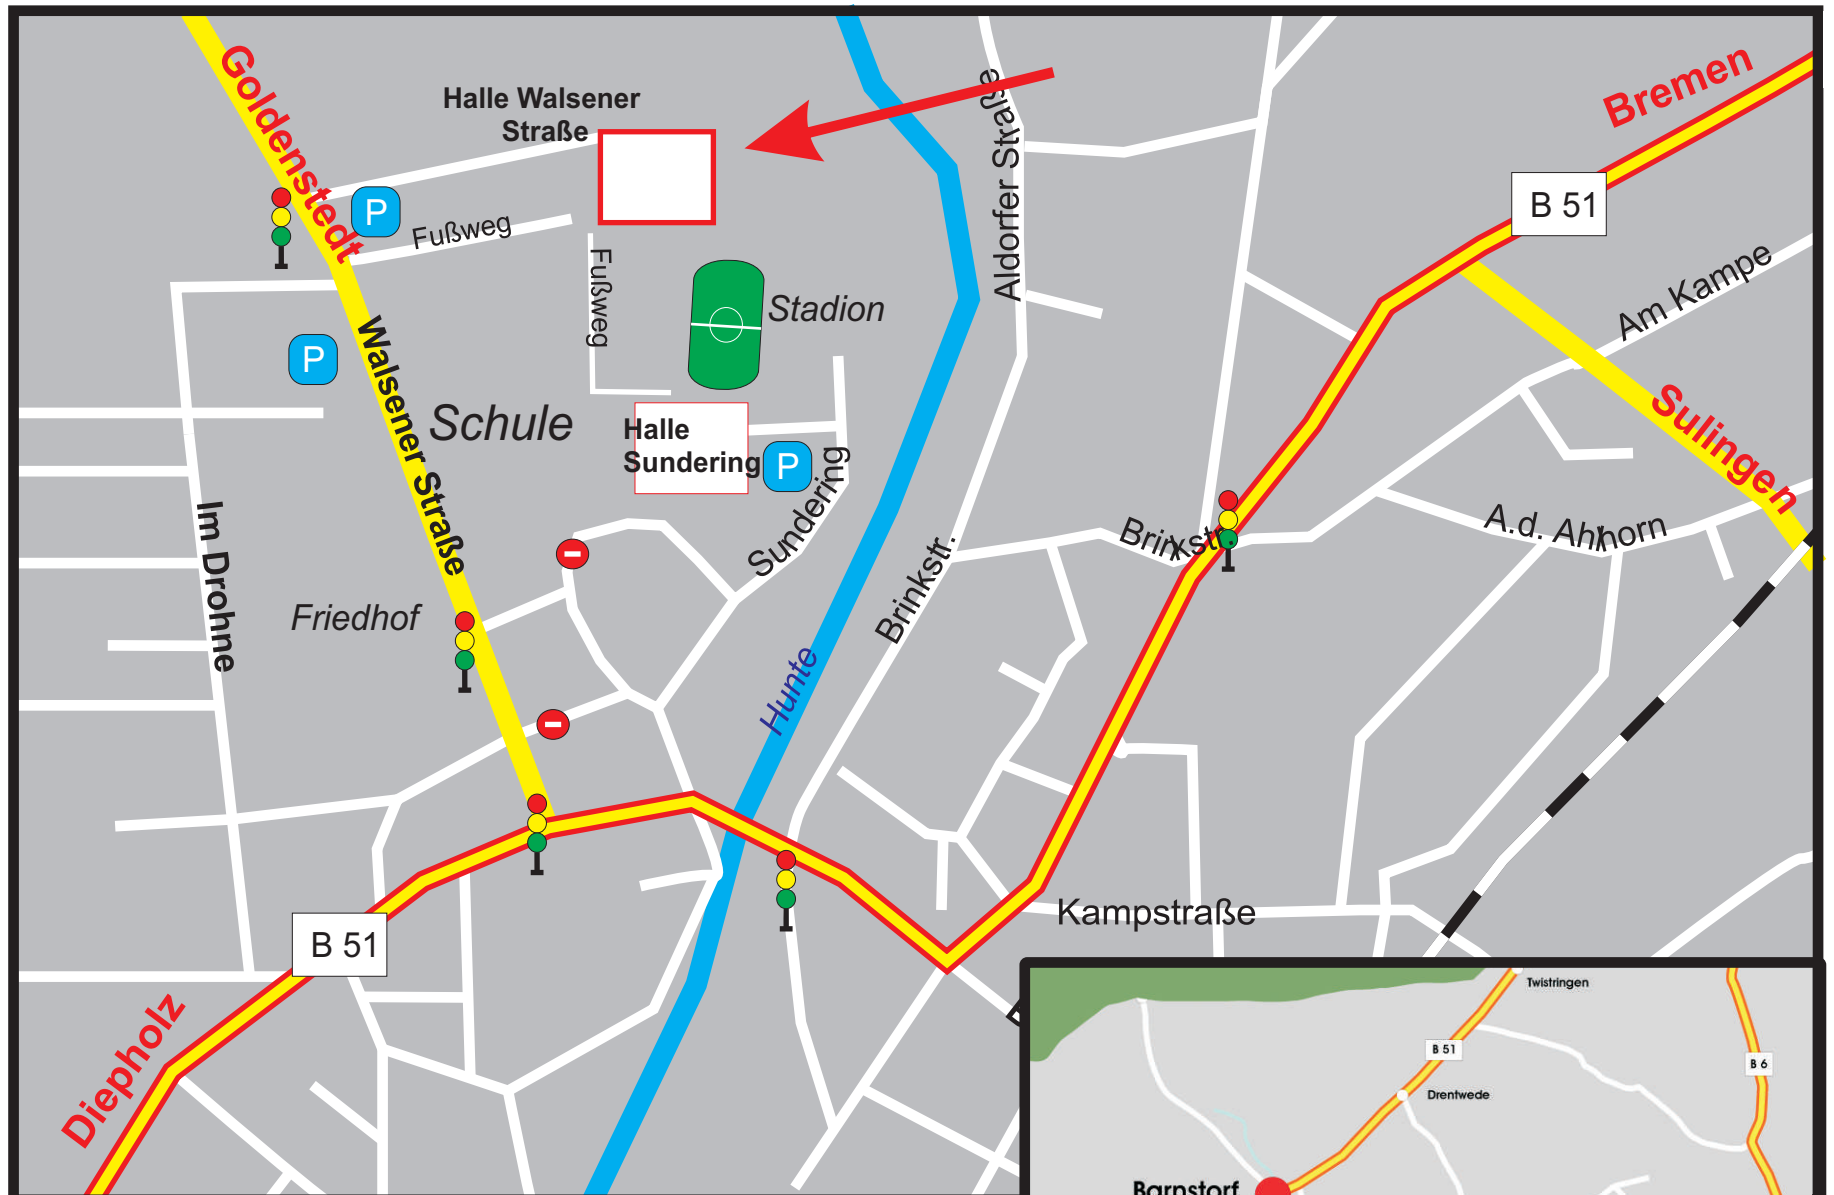 Goldenstedt
Halle Walsener
Straße
Aldorfer Straße
Bremen
B 51
P
Fußweg
Fußweg
Stadion
Am Kampe
P
Walsener Straße
Schule
Halle
Sundering
P
Sundering
Sulingen
Im Drohne
Brinkstr.
Brinkstr.
A.d. Ahhorn
Friedhof
Hunte
Kampstraße
B 51
Diepholz
Twistringen
B 51
B 6
Drentwede
Barnstorf